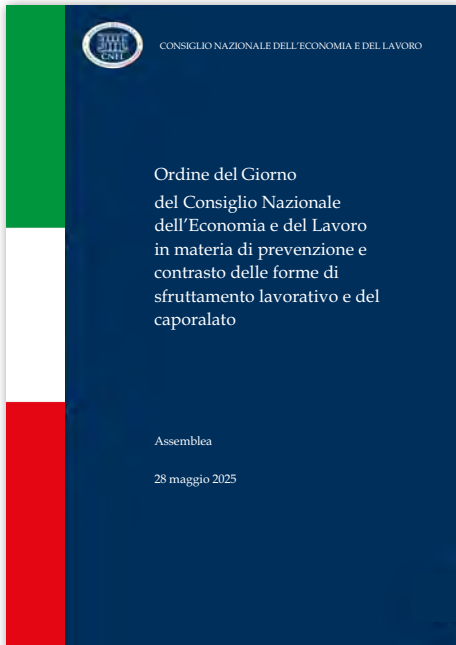 CNEL
CONSIGLIO NAZIONALE DELL'ECONOMIA E DEL LAVORO
Ordine del Giorno
del Consiglio Nazionale
dell'Economia e del Lavoro
in materia di prevenzione e
contrasto delle forme di
sfruttamento lavorativo e del
caporalato
Assemblea
28 maggio 2025